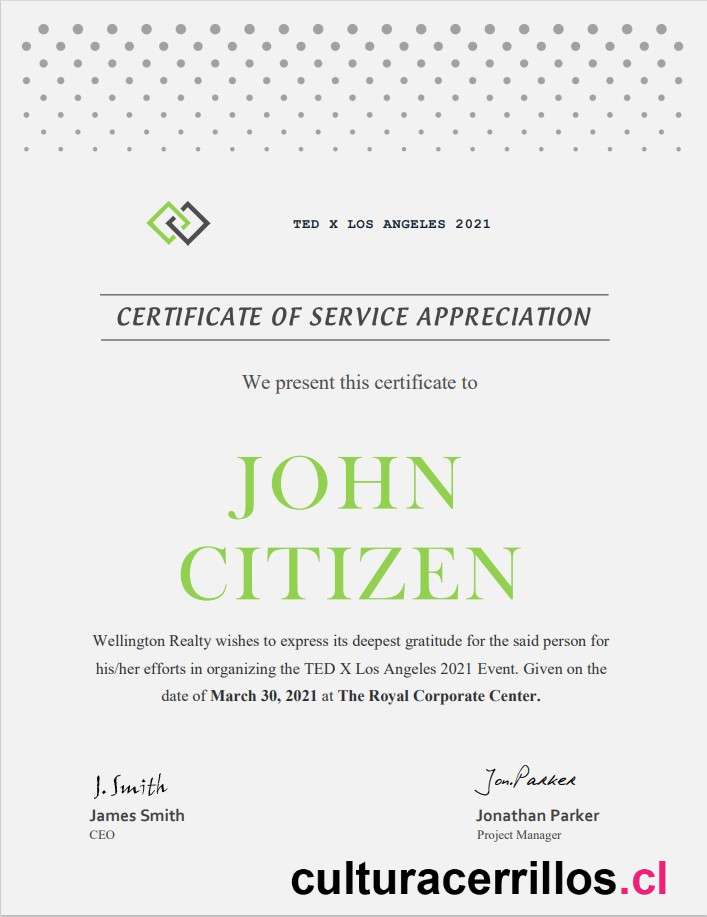 TED X LOS ANGELES 2021
CERTIFICATE OF SERVICE APPRECIATION
We present this certificate to
JOHN
CITIZEN
Wellington Realty wishes to express its deepest gratitude for the said person for
his/her efforts in organizing the TED X Los Angeles 2021 Event. Given on the
date of March 30, 2021 at The Royal Corporate Center.
J. Smith
James Smith
CEO
Jon. Parker
Jonathan Parker
Project Manager
culturacerrillos.cl